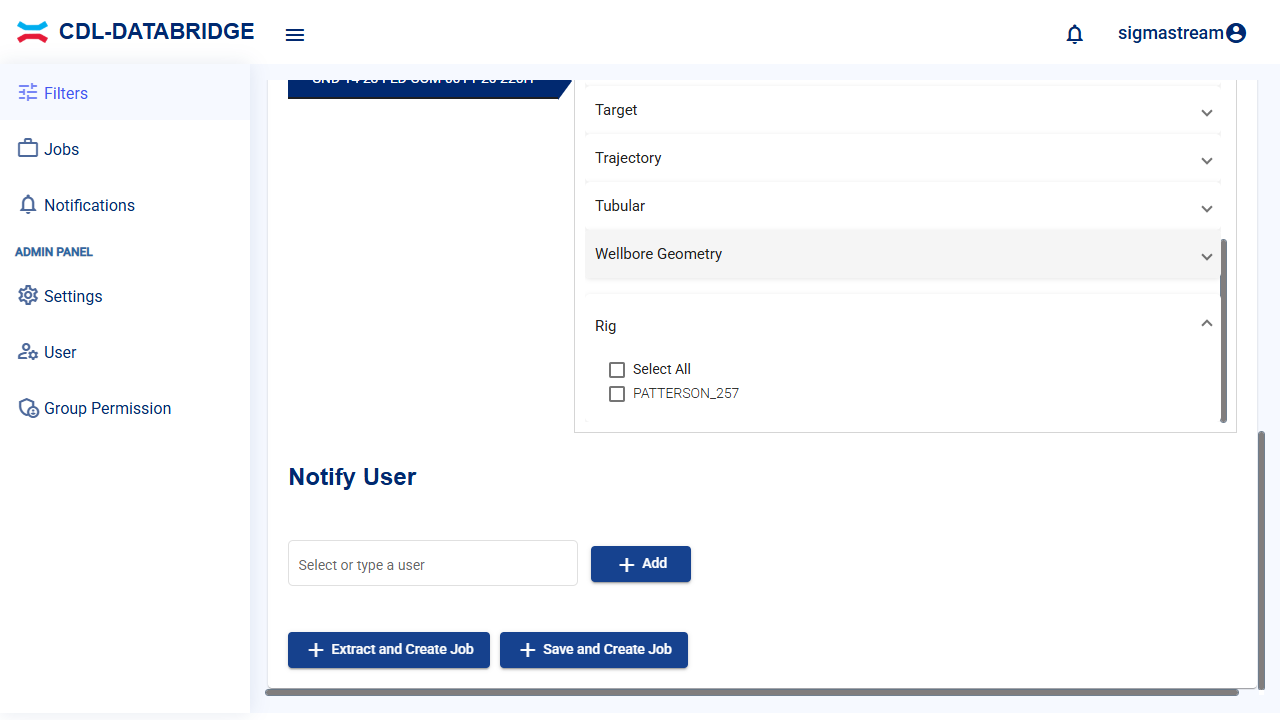 CDL-DATABRIDGE
sigmastream
Filters
Jobs
Notifications
ADMIN PANEL
Settings
User
Group Permission
Target
Trajectory
Tubular
Wellbore Geometry
Rig
Select All
PATTERSON_257
Notify User
Select or type a user
Add
Extract and Create Job
Save and Create Job